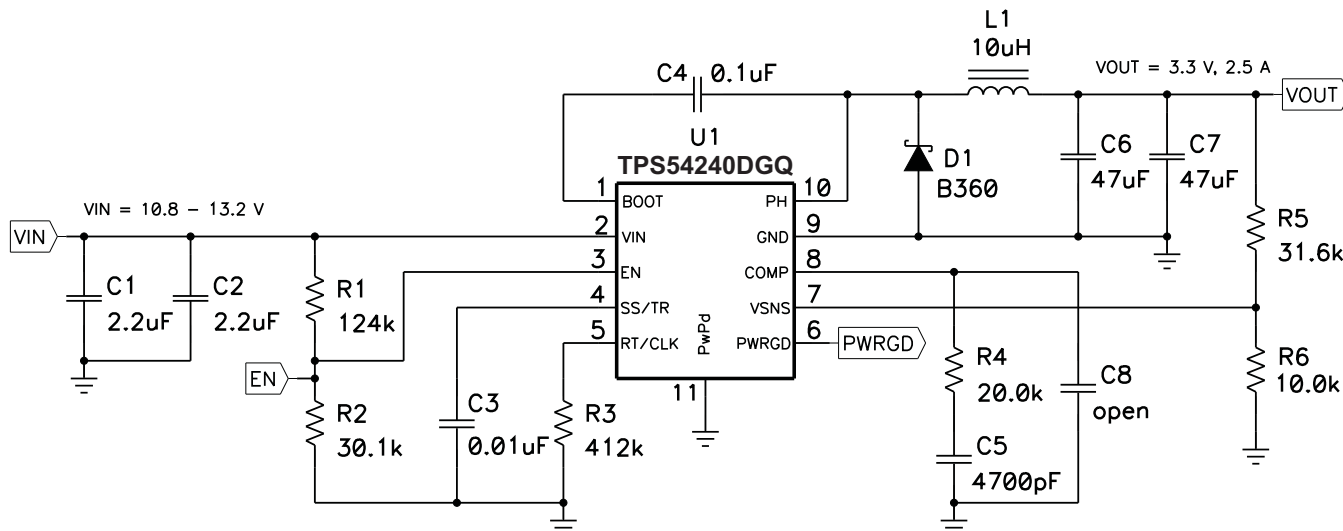 L1
10uH
C4 0.1uF
VOUT = 3.3 V, 2.5 A
VOUT
U1
TPS54240DGQ
D1
B360
C6
47uF
C7
47uF
1 BOOT
PH 10
VIN = 10.8 – 13.2 V
VIN
2 VIN
GND 9
R5
31.6k
3 EN
COMP 8
C1
2.2uF
C2
2.2uF
R1
124k
4 SS/TR
VSNS 7
5 RT/CLK
PwPd
PWRGD 6
PWRGD
EN
R4
20.0k
C8
open
R6
10.0k
11
R2
30.1k
C3
0.01uF
R3
412k
C5
4700pF